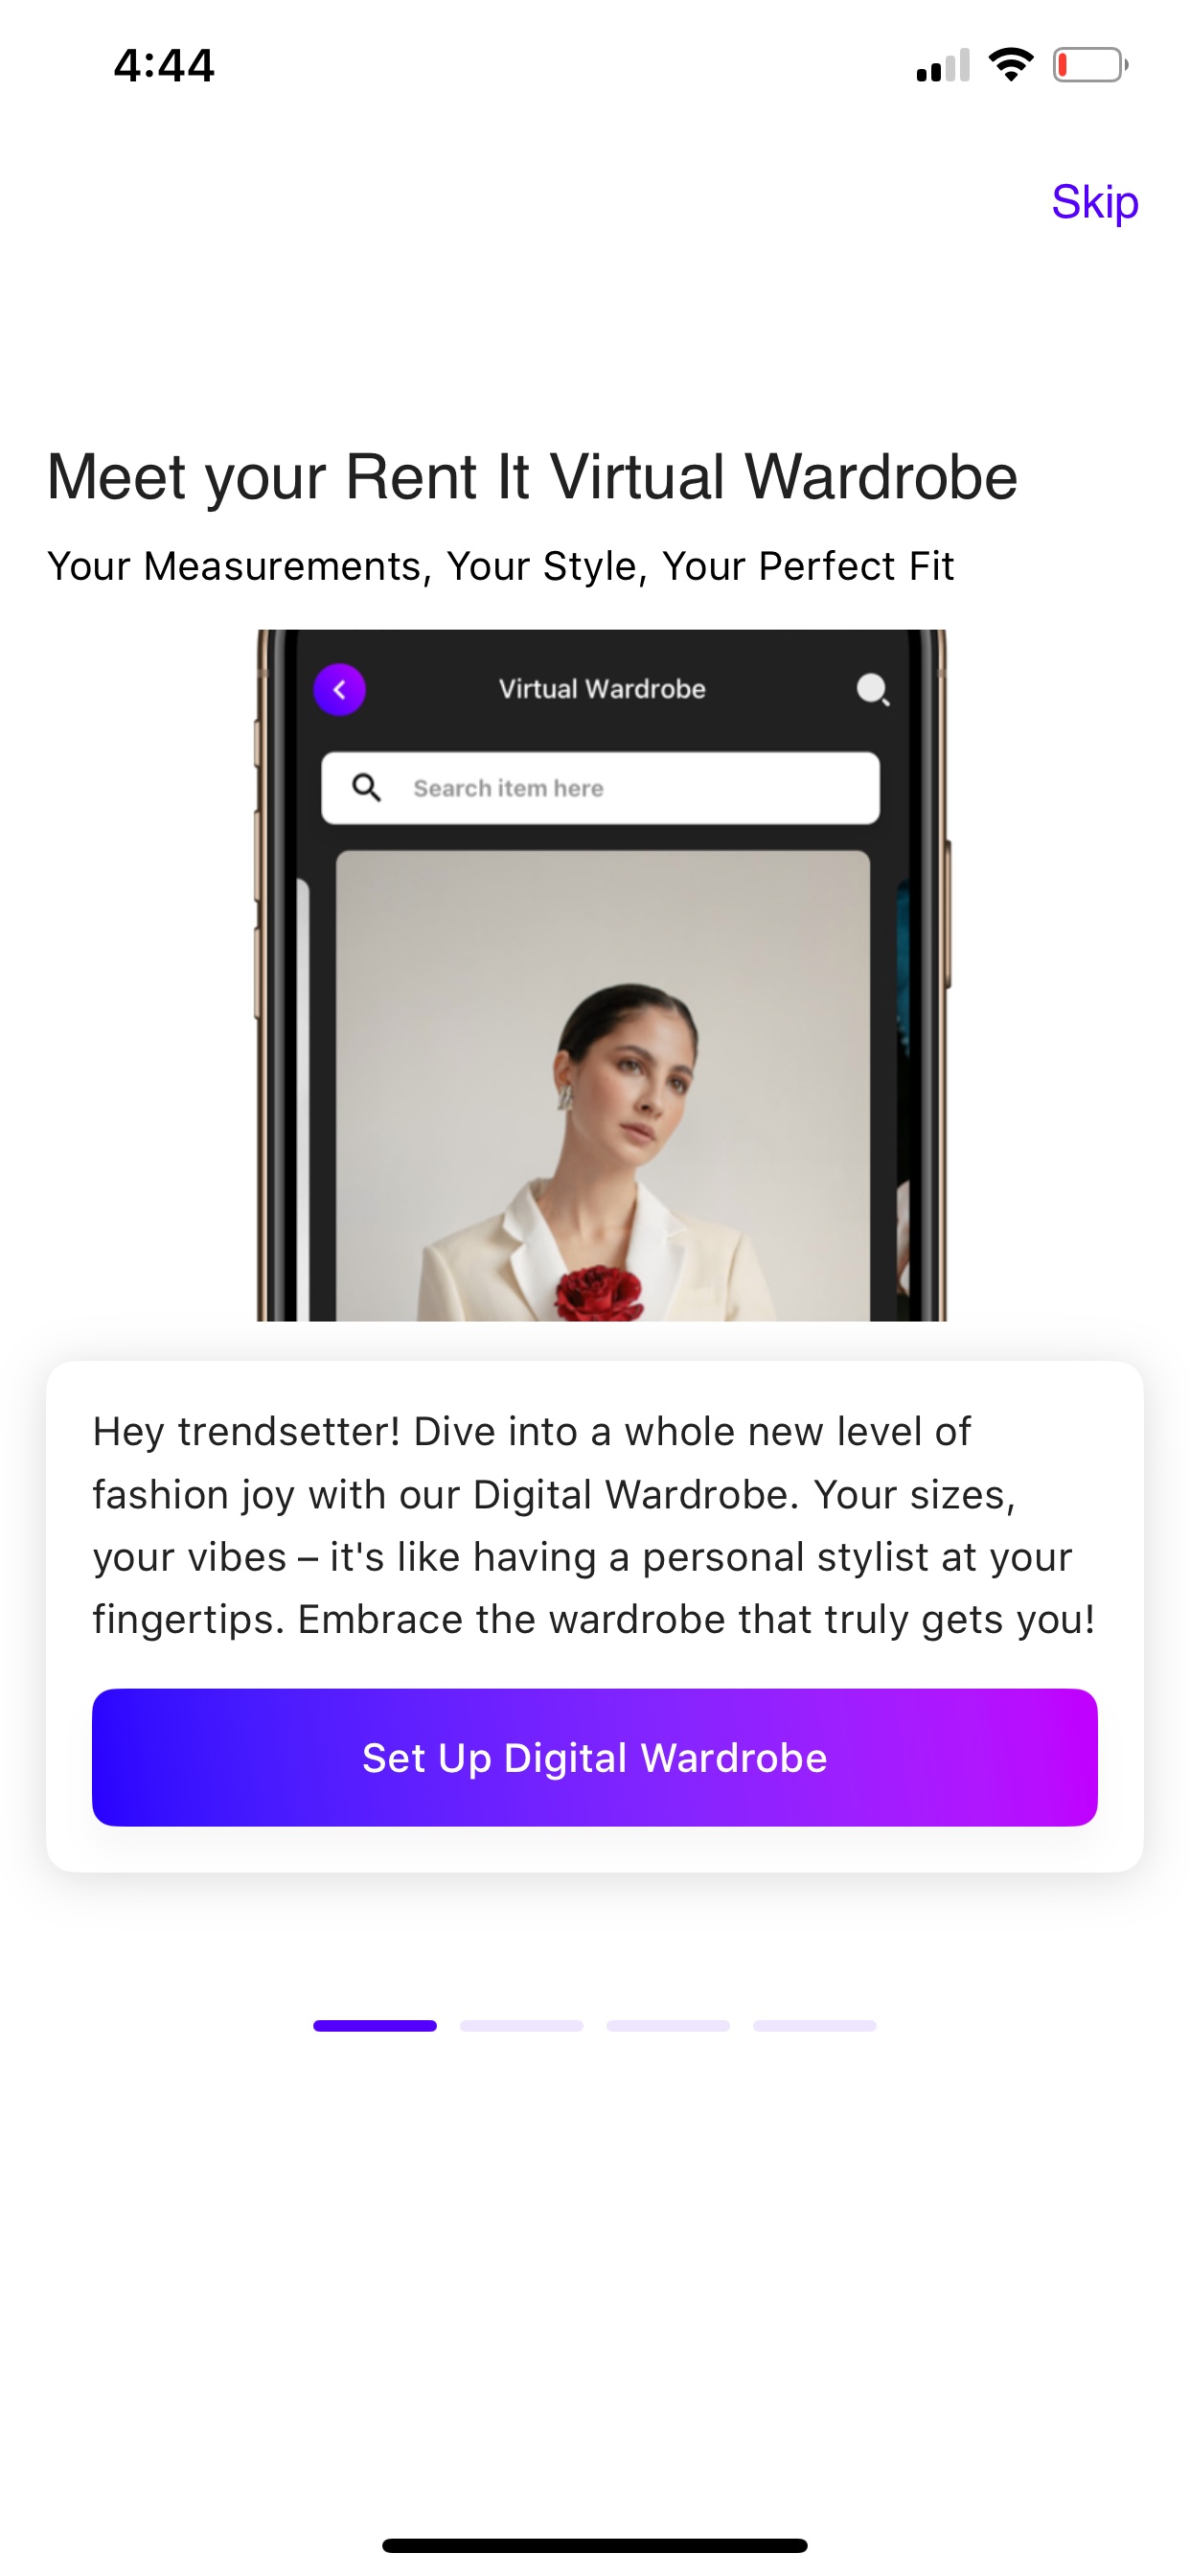 4:44
Skip
Meet your Rent It Virtual Wardrobe
Your Measurements, Your Style, Your Perfect Fit
Virtual Wardrobe
Search item here
Hey trendsetter! Dive into a whole new level of
fashion joy with our Digital Wardrobe. Your sizes,
your vibes – it's like having a personal stylist at your
fingertips. Embrace the wardrobe that truly gets you!
Set Up Digital Wardrobe